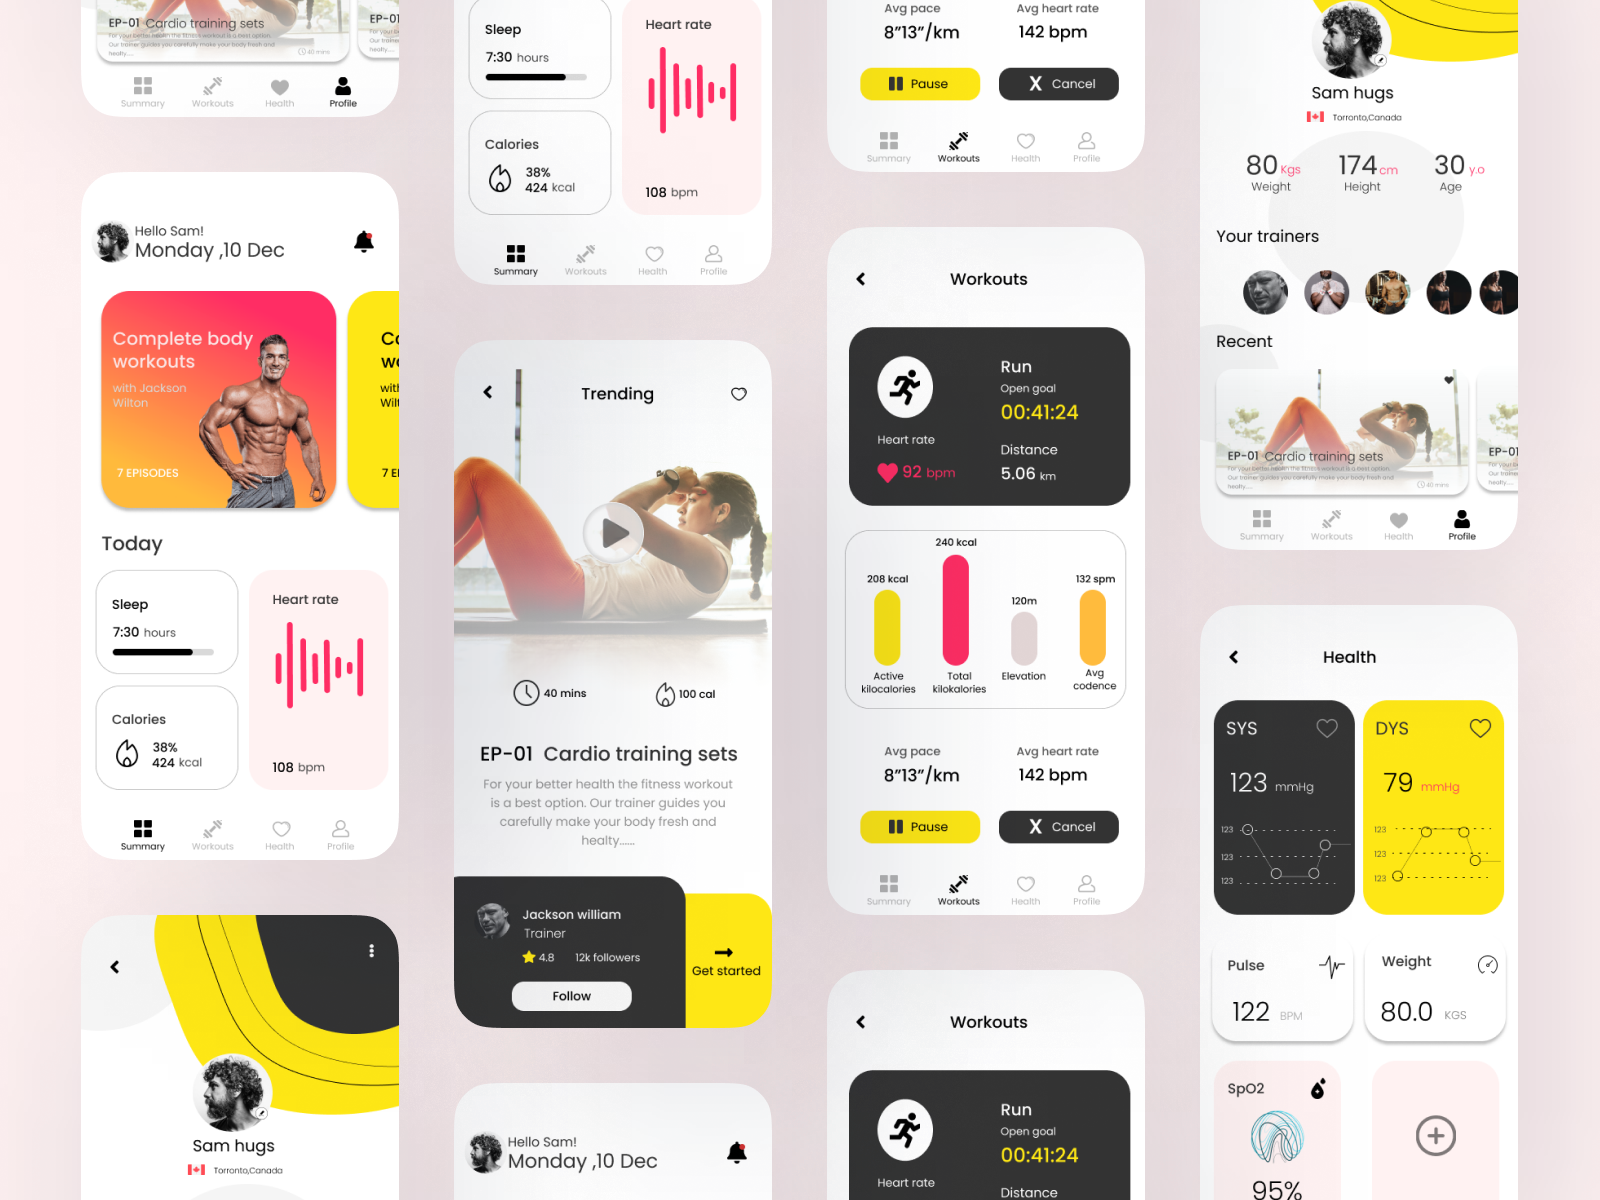 EP-01 Cardio training sets
For your better health the fitness workout is a best option.
Our trainer guides you carefully make your body fresh and
healty.....
40 mins
EP-01
Summary
Workouts
Health
Profile
Hello Sam!
Monday ,10 Dec
Complete body
workouts
with Jackson
Wilton
7 EPISODES
Co
wo
with
Wilt
7 EI
Today
Sleep
7:30 hours
Calories
38%
424 kcal
Heart rate
108 bpm
Summary
Workouts
Health
Profile
Sam hugs
Torronto,Canada
Sleep
7:30 hours
Calories
38%
424 kcal
Heart rate
108 bpm
Summary
Workouts
Health
Profile
Trending
40 mins
100 cal
EP-01 Cardio training sets
For your better health the fitness workout
is a best option. Our trainer guides you
carefully make your body fresh and
healty......
Jackson william
Trainer
4.8
12k followers
Follow
Get started
Hello Sam!
Monday ,10 Dec
Avg pace
8”13”/km
Avg heart rate
142 bpm
Pause
X Cancel
Summary
Workouts
Health
Profile
Workouts
Run
Open goal
00:41:24
Heart rate
92 bpm
Distance
5.06 km
208 kcal
240 kcal
120m
132 spm
Active
kilocalories
Total
kilokalories
Elevation
Avg
codence
Avg pace
8”13”/km
Avg heart rate
142 bpm
Pause
X Cancel
Summary
Workouts
Health
Profile
Workouts
Run
Open goal
00:41:24
Heart rate
Distance
Sam hugs
Torronto,Canada
80 Kgs
Weight
174 cm
Height
30 y.o
Age
Your trainers
Recent
EP-01 Cardio training sets
For your better health the fitness workout is a best option.
Our trainer guides you carefully make your body fresh and
healty.....
40 mins
EP-01
For your b
Our traine
healty.....
Summary
Workouts
Health
Profile
Health
SYS
123 mmHg
123
123
123
DYS
79 mmHg
123
123
123
Pulse
122 BPM
Weight
80.0 KGS
SpO2
95%